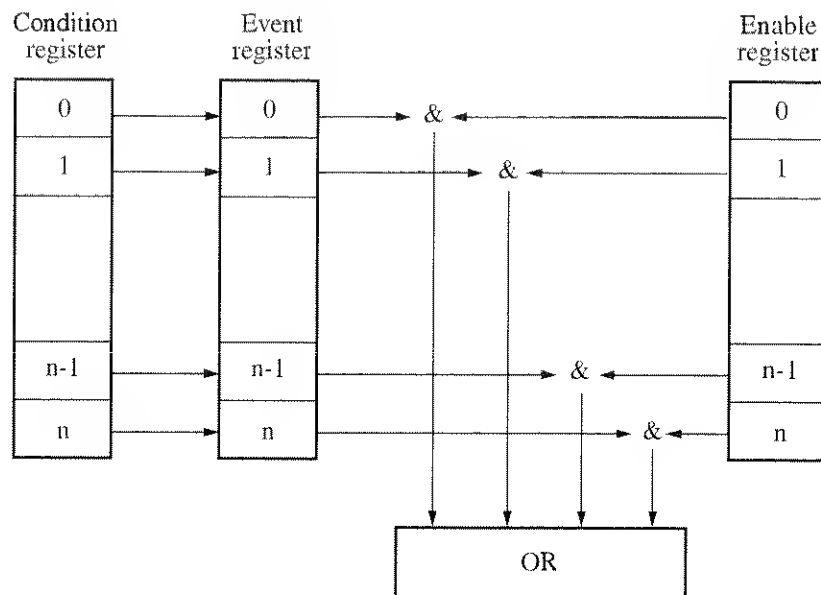 Condition
register
Event
register
Enable
register
0
0
&
0
1
1
&
1
n-1
n-1
&
n-1
n
n
&
n
OR